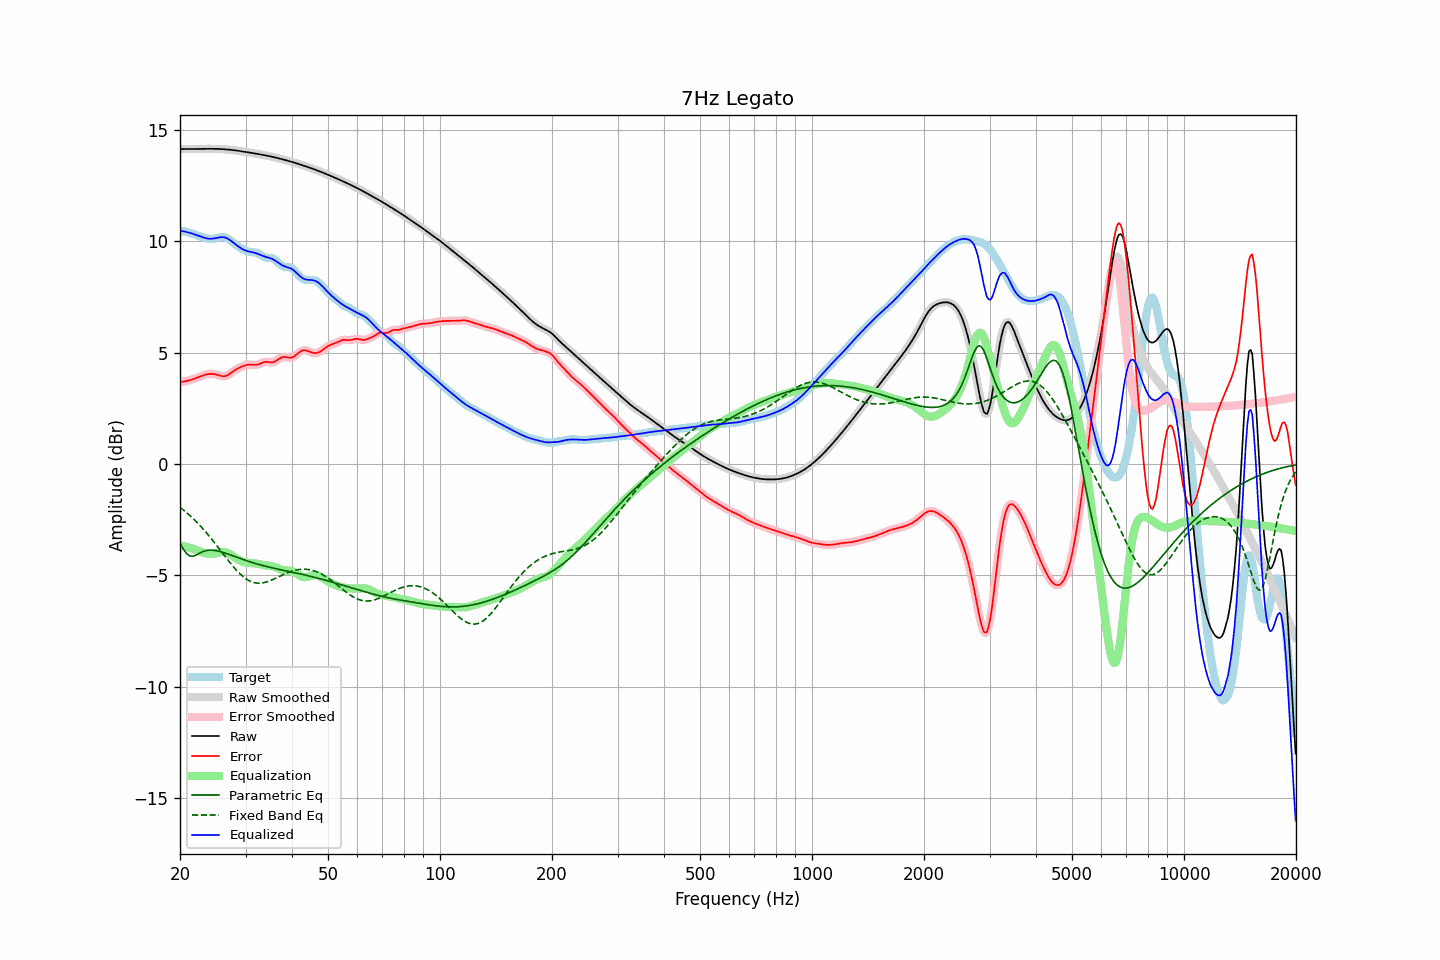 7Hz Legato
Amplitude (dBr)
15
10
5
0
−5
−10
−15
Target
Raw Smoothed
Error Smoothed
Raw
Error
Equalization
Parametric Eq
Fixed Band Eq
Equalized
20 50 100 200 500 1000 2000 5000 10000 20000
Frequency (Hz)